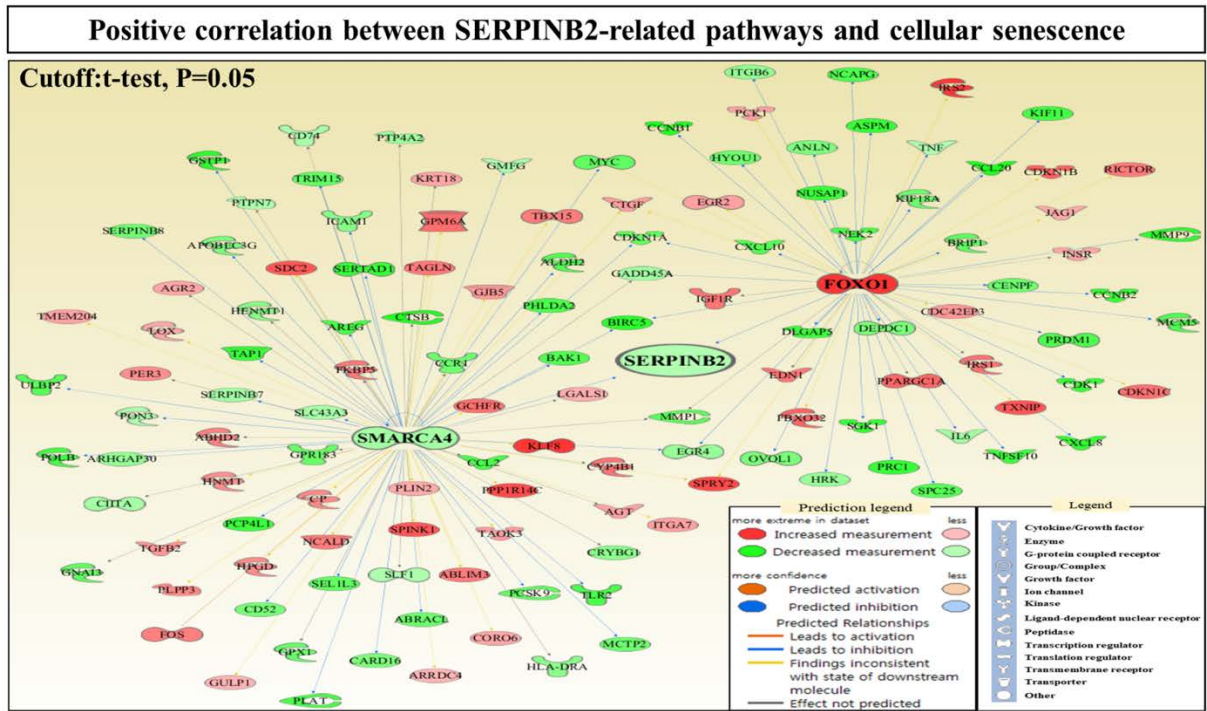 Positive correlation between SERPINB2-related pathways and cellular senescence
Cutoff:t-test, P=0.05
ITGB6
NCAPG
IRS2
PCK1
KIF11
CD74
PTP4A2
CCNB1
ASPM
GSTP1
GMFG
MYC
HYOU1
ANLN
TNF
TRIM15
KRT18
CCL20
CDKN1B
RICTOR
PTPN7
CTGF
EGR2
NUSAP1
KIF18A
ICAM1
GPM6A
TBX15
JAG1
SERPINB8
APOBEC3G
CDKN1A
CXCL10
NEK2
BRIP1
MMP9
INSR
SDC2
SERTAD1
TAGLN
ALDH2
GADD45A
FOXO1
CENPF
AGR2
GJB5
IGF1R
CCNB2
HENMT1
PHLDA2
CDC42EP3
TMEM204
LOX
AREG
CTSB
BIRC5
DLGAP5
DEPDC1
MCM5
PRDM1
TAP1
CCR1
BAK1
SERPINB2
PER3
FKBP5
EDN1
IRS1
ULBP2
SERPINB7
LGALS1
PPARGC1A
CDK1
CDKN1C
PON3
SLC43A3
GCHFR
MMP1
FBXO32
TXNIP
ABHD2
SMARCA4
KLF8
EGR4
SGK1
IL6
CXCL8
POLB
ARHGAP30
GPR183
CCL2
OVOL1
TNFSF10
HNMT
CYP4B1
PRC1
CIITA
CP
PLIN2
PPP1R14C
SPRY2
HRK
SPC25
PCP4L1
AGT
ITGA7
TGFB2
NCALD
SPINK1
TAOK3
CRYBG1
GNAI3
HPGD
SLF1
ABLIM3
PLPP3
SEL1L3
PCSK9
TLR2
CD52
ABRACL
FOS
CORO6
MCTP2
GPX1
CARD16
HLA-DRA
GULP1
ARRDC4
PLAT
Prediction legend
more extreme in dataset less
Increased measurement
Decreased measurement
more confidence less
Predicted activation
Predicted inhibition
Predicted Relationships
Leads to activation
Leads to inhibition
Findings inconsistent
with state of downstream
molecule
Effect not predicted
Legend
Cytokine/Growth factor
Enzyme
G-protein coupled receptor
Group/Complex
Growth factor
Ion channel
Kinase
Ligand-dependent nuclear receptor
Peptidase
Transcription regulator
Translation regulator
Transmembrane receptor
Transporter
Other